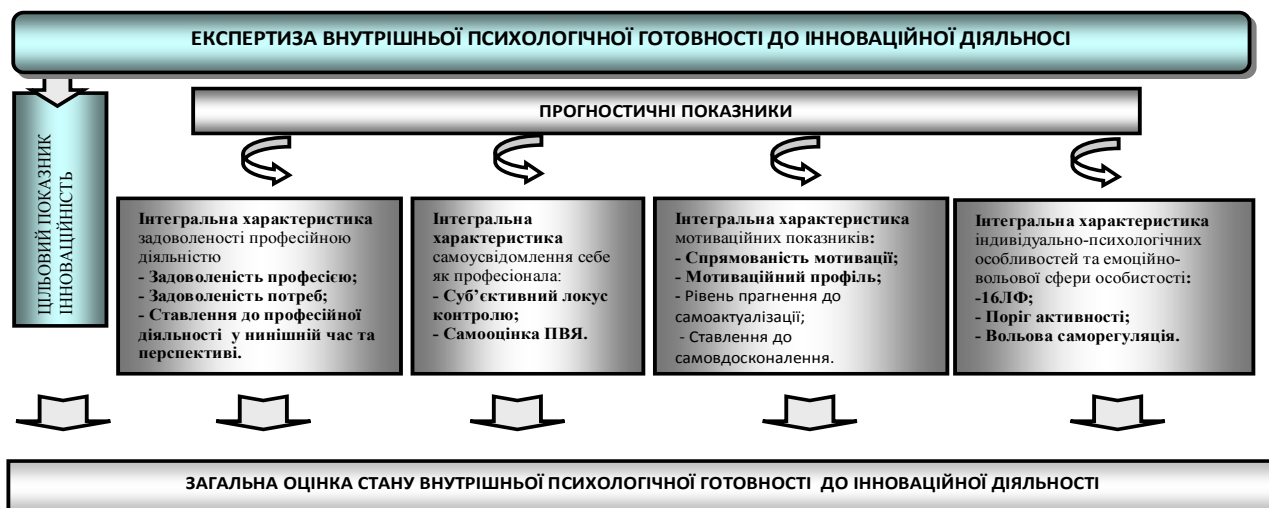 ЕКСПЕРТИЗА ВНУТРІШНЬОЇ ПСИХОЛОГІЧНОЇ ГОТОВНОСТІ ДО ІННОВАЦІЙНОЇ ДІЯЛЬНОСІ
ЦІЛЬОВИЙ ПОКАЗНИК
ІННОВАЦІЙНІСТЬ
ПРОГНОСТИЧНІ ПОКАЗНИКИ
Інтегральна характеристика
задоволеності професійною
діяльністю
- Задоволеність професією;
- Задоволеність потреб;
- Ставлення до професійної
діяльності у нинішній час та
перспективі.
Інтегральна
характеристика
самоусвідомлення себе
як професіонала:
- Суб’єктивний локус
контролю;
- Самооцінка ПВЯ.
Інтегральна характеристика
мотиваційних показників:
- Спрямованість мотивації;
- Мотиваційний профіль;
- Рівень прагнення до
самоактуалізації;
- Ставлення до
самовдосконалення.
Інтегральна характеристика
індивідуально-психологічних
особливостей та емоційно-
вольової сфери особистості:
-16ЛФ;
- Поріг активності;
- Вольова саморегуляція.
ЗАГАЛЬНА ОЦІНКА СТАНУ ВНУТРІШНЬОЇ ПСИХОЛОГІЧНОЇ ГОТОВНОСТІ ДО ІННОВАЦІЙНОЇ ДІЯЛЬНОСТІ